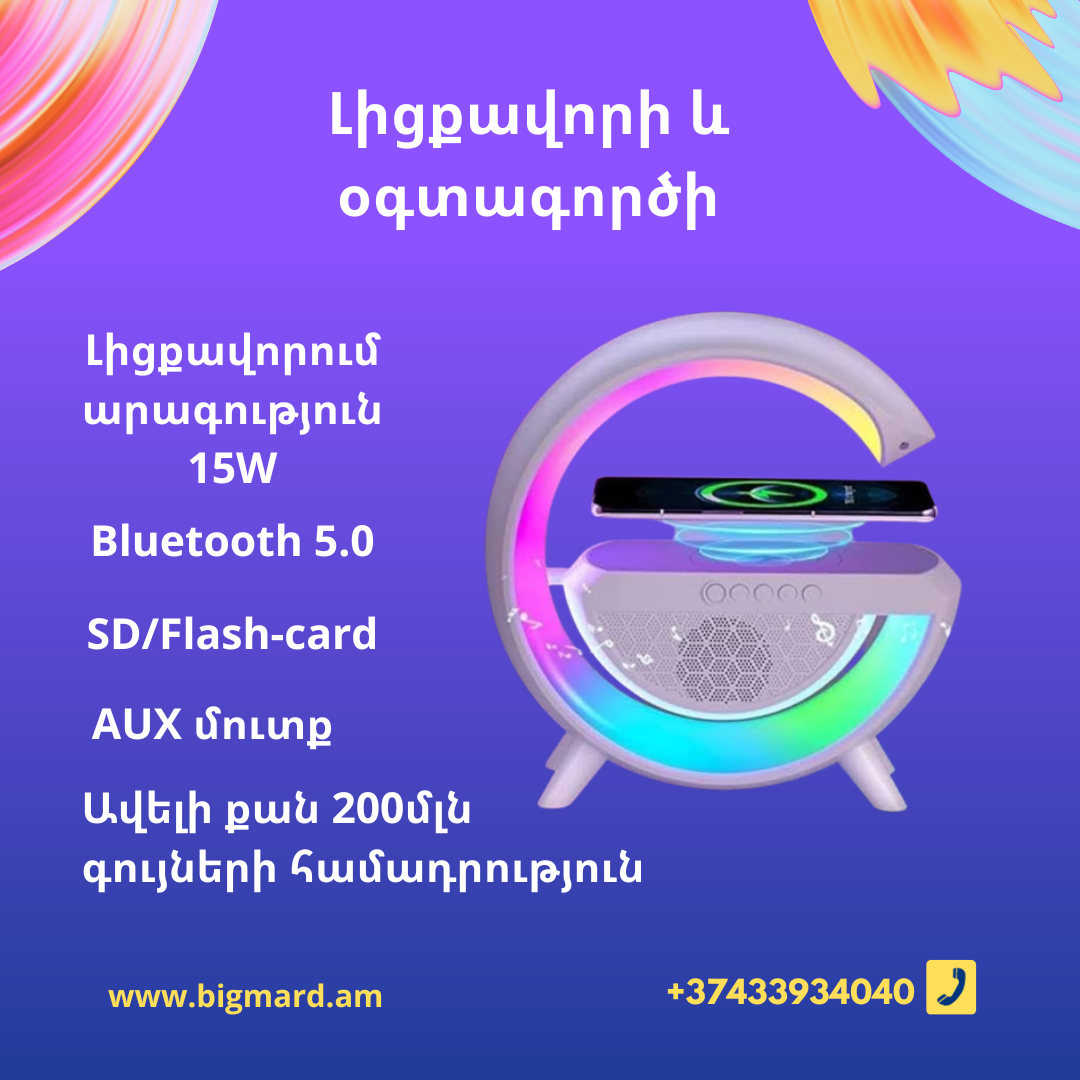 Լիցքավորի և
օգտագործի
Լիցքավորում
արագություն
15W
Bluetooth 5.0
SD/Flash-card
AUX մուտք
Ավելի քան 200մլն
գույների համադրություն
www.bigmard.am
+37433934040